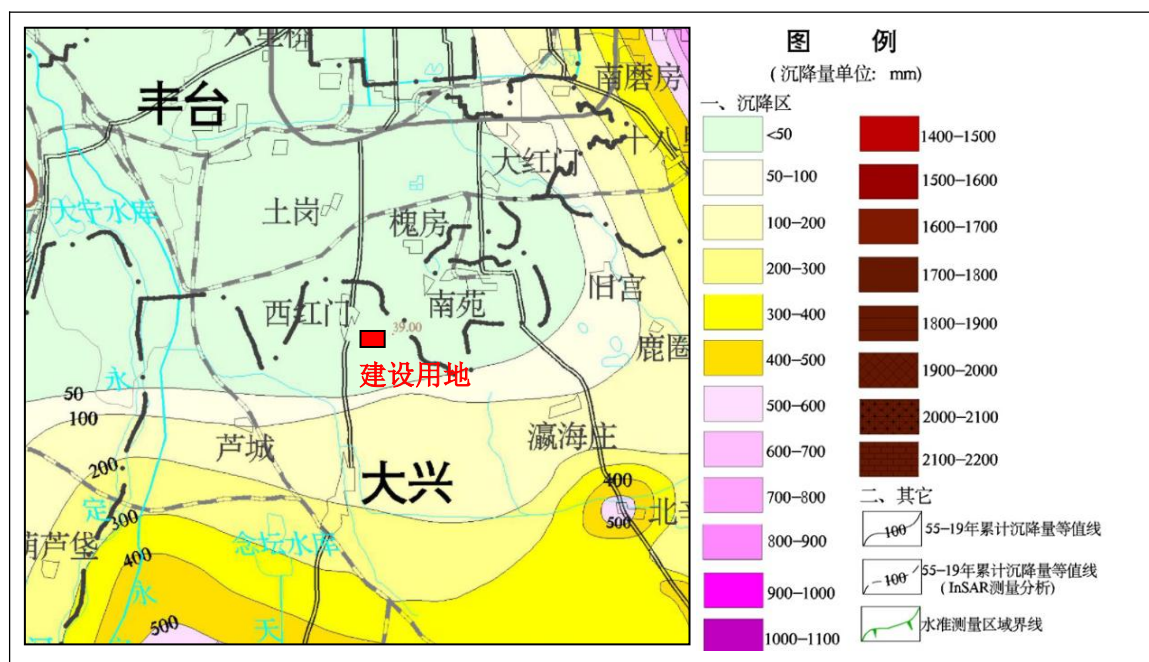 南磨房
丰台
大红门
大宁水库
土岗
槐房
旧宫
西红门
南苑
39.00
鹿圈
建设用地
永
50
100
芦城
瀛海庄
200
大兴
400
500
定
300
念坛水库
葫芦垡
400
永
500
天
图 例
(沉降量单位: mm)
一、沉降区
<50
50-100
100-200
200-300
300-400
400-500
500-600
600-700
700-800
800-900
900-1000
1000-1100
1400-1500
1500-1600
1600-1700
1700-1800
1800-1900
1900-2000
2000-2100
2100-2200
二、其它
100
55-19年累计沉降量等值线
100
55-19年累计沉降量等值线
(InSAR测量分析)
水准测量区域界线